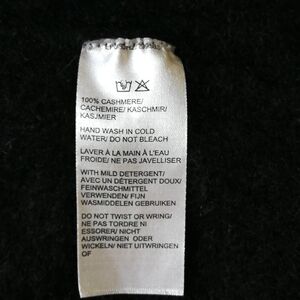 100% CASHMERE/
CACHEMIRE/ KASCHMIR/
KASJMIER
HAND WASH IN COLD
WATER/ DO NOT BLEACH
LAVER À LA MAIN À L'EAU
FROIDE/ NE PAS JAVELLISER
WITH MILD DETERGENT/
AVEC UN DÉTERGENT DOUX/
FEINWASCHMITTEL
VERWENDEN/ FIJN
WASMIDDELEN GEBRUIKEN
DO NOT TWIST OR WRING/
NE PAS TORDRE NI
ESSORER/ NICHT
AUSWRINGEN ODER
WICKELN/ NIET UITWRINGEN
OF